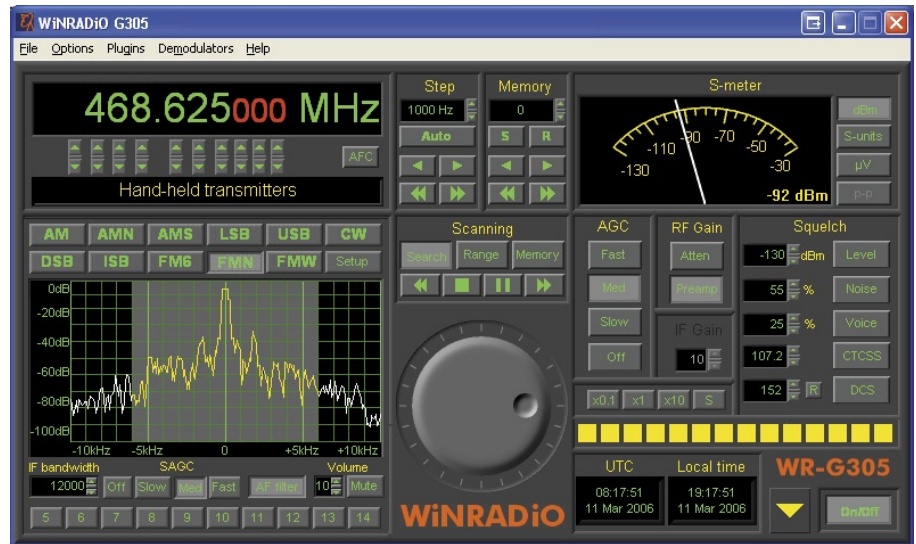 WiNRADiO G305
File Options Plugins Demodulators Help
468.625000 MHz
AFC
Hand-held transmitters
Step
1000 Hz
Auto
Memory
0
S R
S-meter
-130 -110 -90 -70 -50 -30
-92 dBm
dBm
S-units
µV
p-p
AM AMN AMS LSB USB CW
DSB ISB FM6 FMN FMW Setup
0dB
-20dB
-40dB
-60dB
-80dB
-100dB
-10kHz -5kHz 0 +5kHz +10kHz
IF bandwidth SAGC Volume
12000 Off Slow Med Fast AF filter 10 Mute
5 6 7 8 9 10 11 12 13 14
Scanning
Search Range Memory
WiNRADiO
AGC
Fast
Med
Slow
Off
RF Gain
Atten
Preamp
IF Gain
10
x0.1 x1 x10 S
Squelch
-130 dBm Level
55 % Noise
25 % Voice
107.2 CTCSS
152 R DCS
UTC
08:17:51
11 Mar 2006
Local time
19:17:51
11 Mar 2006
WR-G305
On/Off